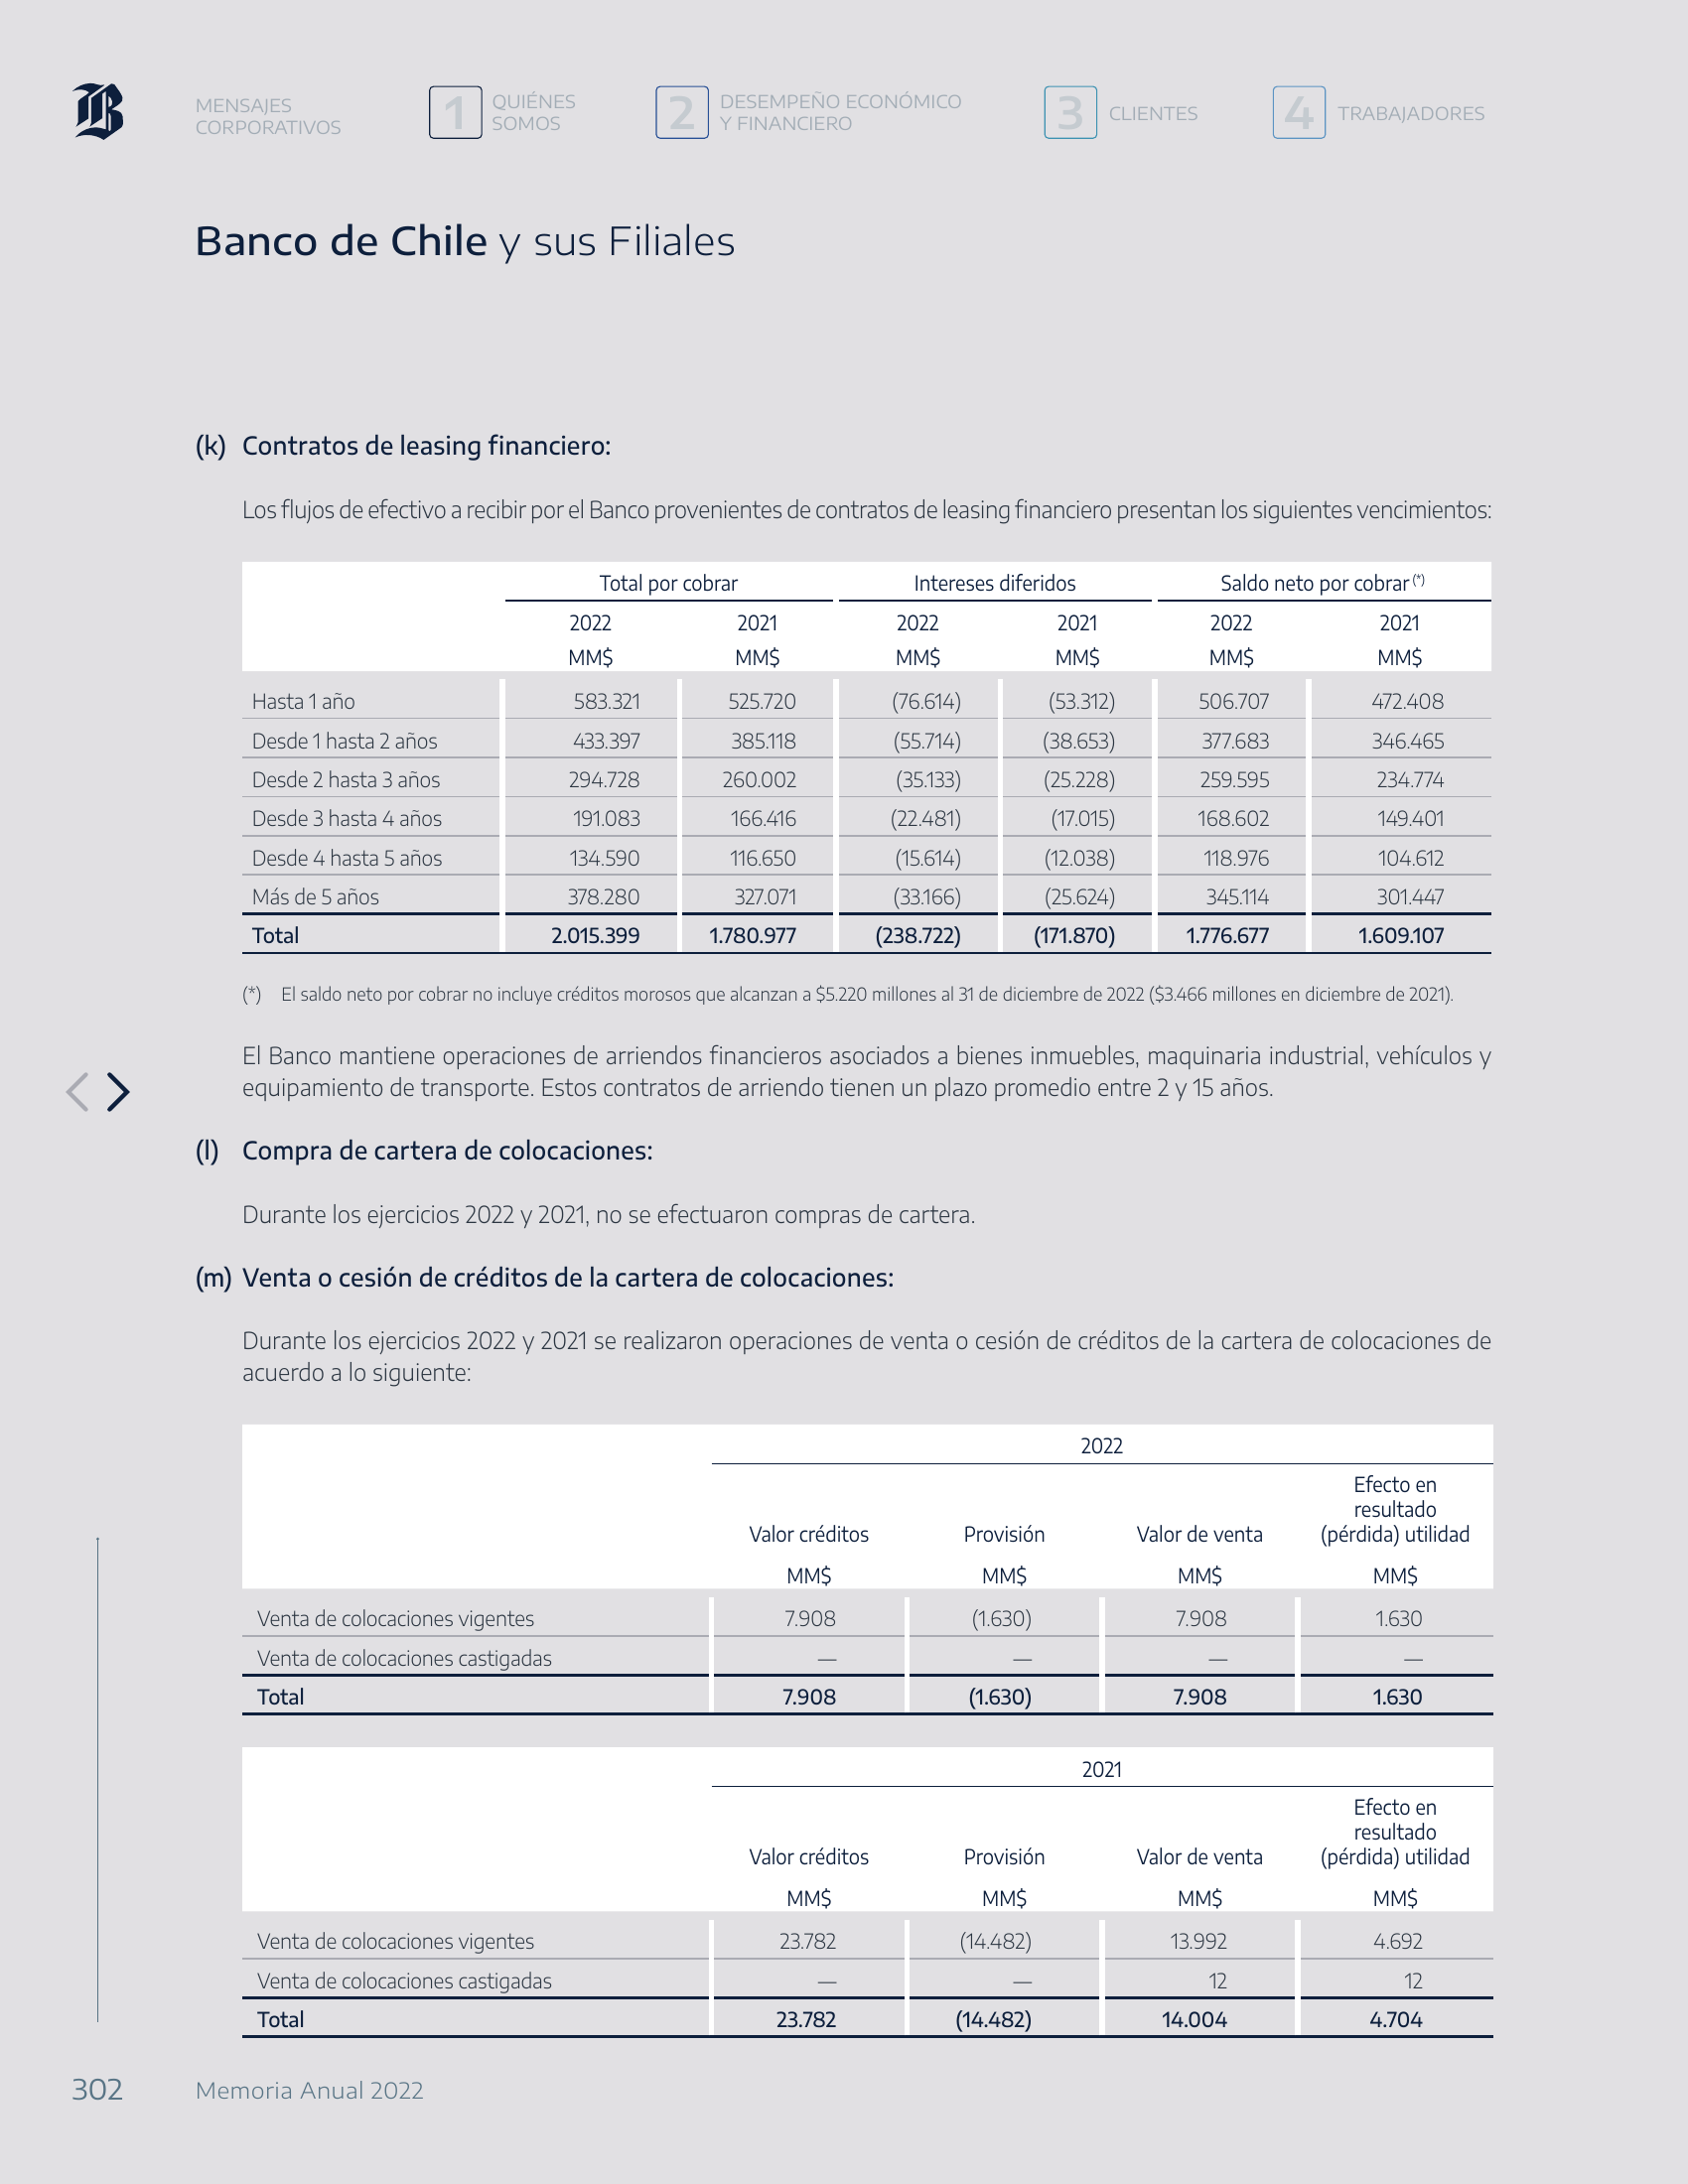 MENSAJES
CORPORATIVOS
1 QUIÉNES
SOMOS
2 DESEMPEÑO ECONÓMICO
Y FINANCIERO
3 CLIENTES
4 TRABAJADORES
Banco de Chile y sus Filiales
(k) Contratos de leasing financiero:
Los flujos de efectivo a recibir por el Banco provenientes de contratos de leasing financiero presentan los siguientes vencimientos:
Total por cobrar Intereses diferidos Saldo neto por cobrar (*)
2022 2021 2022 2021 2022 2021
MM$ MM$ MM$ MM$ MM$ MM$
Hasta 1 año 583.321 525.720 (76.614) (53.312) 506.707 472.408
Desde 1 hasta 2 años 433.397 385.118 (55.714) (38.653) 377.683 346.465
Desde 2 hasta 3 años 294.728 260.002 (35.133) (25.228) 259.595 234.774
Desde 3 hasta 4 años 191.083 166.416 (22.481) (17.015) 168.602 149.401
Desde 4 hasta 5 años 134.590 116.650 (15.614) (12.038) 118.976 104.612
Más de 5 años 378.280 327.071 (33.166) (25.624) 345.114 301.447
Total 2.015.399 1.780.977 (238.722) (171.870) 1.776.677 1.609.107
(*) El saldo neto por cobrar no incluye créditos morosos que alcanzan a $5.220 millones al 31 de diciembre de 2022 ($3.466 millones en diciembre de 2021).
El Banco mantiene operaciones de arriendos financieros asociados a bienes inmuebles, maquinaria industrial, vehículos y
equipamiento de transporte. Estos contratos de arriendo tienen un plazo promedio entre 2 y 15 años.
(l) Compra de cartera de colocaciones:
Durante los ejercicios 2022 y 2021, no se efectuaron compras de cartera.
(m) Venta o cesión de créditos de la cartera de colocaciones:
Durante los ejercicios 2022 y 2021 se realizaron operaciones de venta o cesión de créditos de la cartera de colocaciones de
acuerdo a lo siguiente:
2022
Efecto en
resultado
Valor créditos Provisión Valor de venta (pérdida) utilidad
MM$ MM$ MM$ MM$
Venta de colocaciones vigentes 7.908 (1.630) 7.908 1.630
Venta de colocaciones castigadas — — — —
Total 7.908 (1.630) 7.908 1.630
2021
Efecto en
resultado
Valor créditos Provisión Valor de venta (pérdida) utilidad
MM$ MM$ MM$ MM$
Venta de colocaciones vigentes 23.782 (14.482) 13.992 4.692
Venta de colocaciones castigadas — — 12 12
Total 23.782 (14.482) 14.004 4.704
302 Memoria Anual 2022